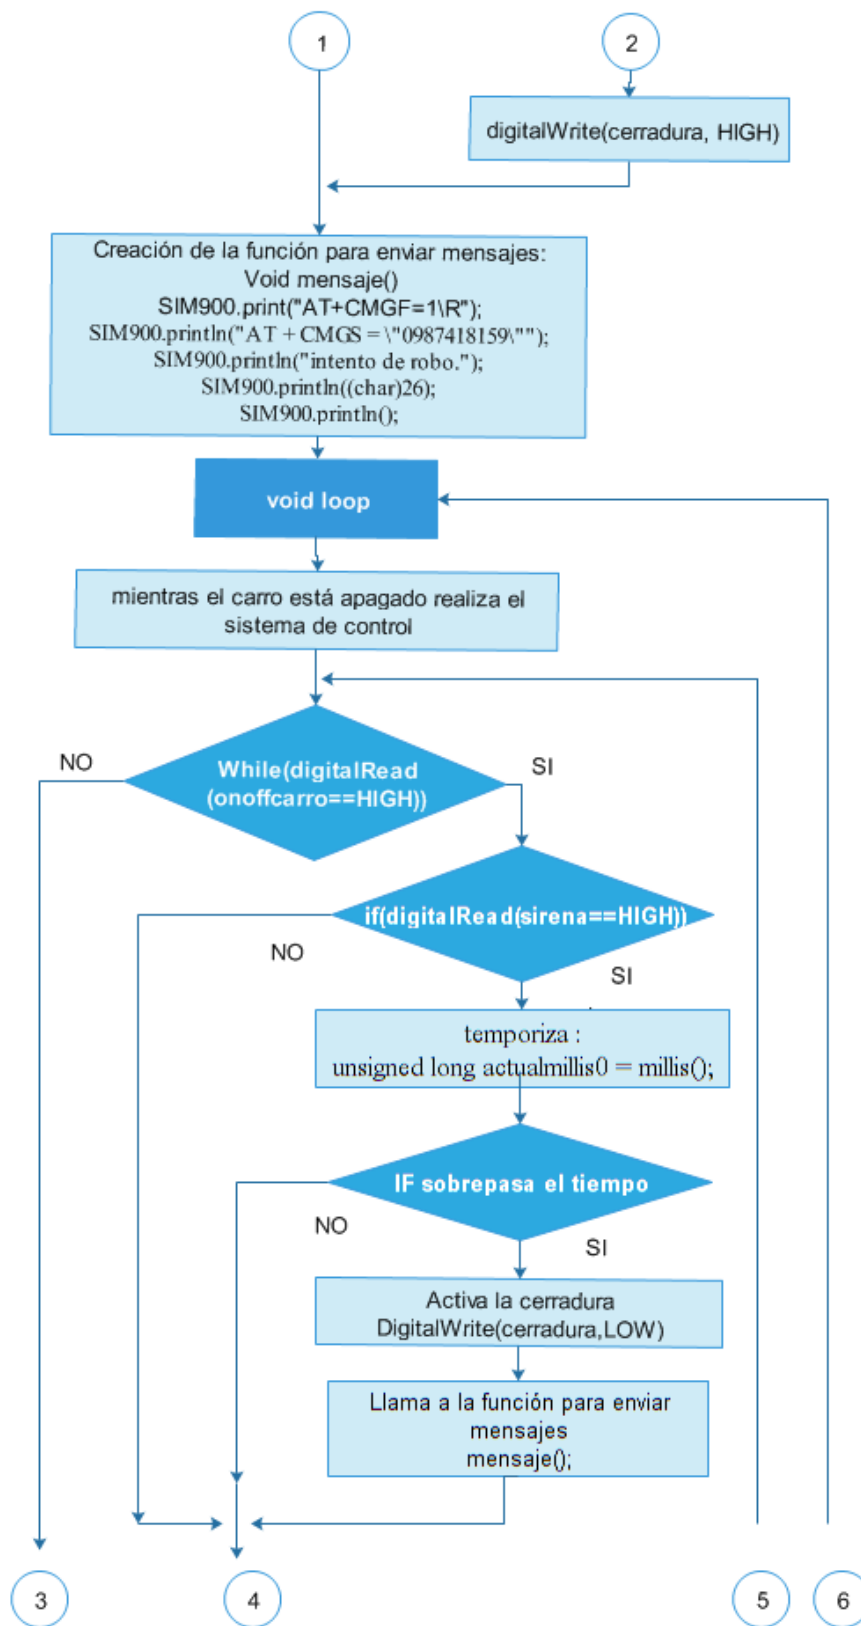 1
2
digitalWrite(cerradura, HIGH)
Creación de la función para enviar mensajes:
Void mensaje()
SIM900.print("AT+CMGF=1\R");
SIM900.println("AT + CMGS = \"0987418159\"");
SIM900.println("intento de robo.");
SIM900.println((char)26);
SIM900.println();
void loop
mientras el carro está apagado realiza el
sistema de control
NO
While(digitalRead
(onoffcarro==HIGH))
SI
if(digitalRead(sirena==HIGH))
NO
SI
temporiza :
unsigned long actualmillis0 = millis();
IF sobrepasa el tiempo
NO
SI
Activa la cerradura
DigitalWrite(cerradura,LOW)
Llama a la función para enviar
mensajes
mensaje();
3
4
5
6